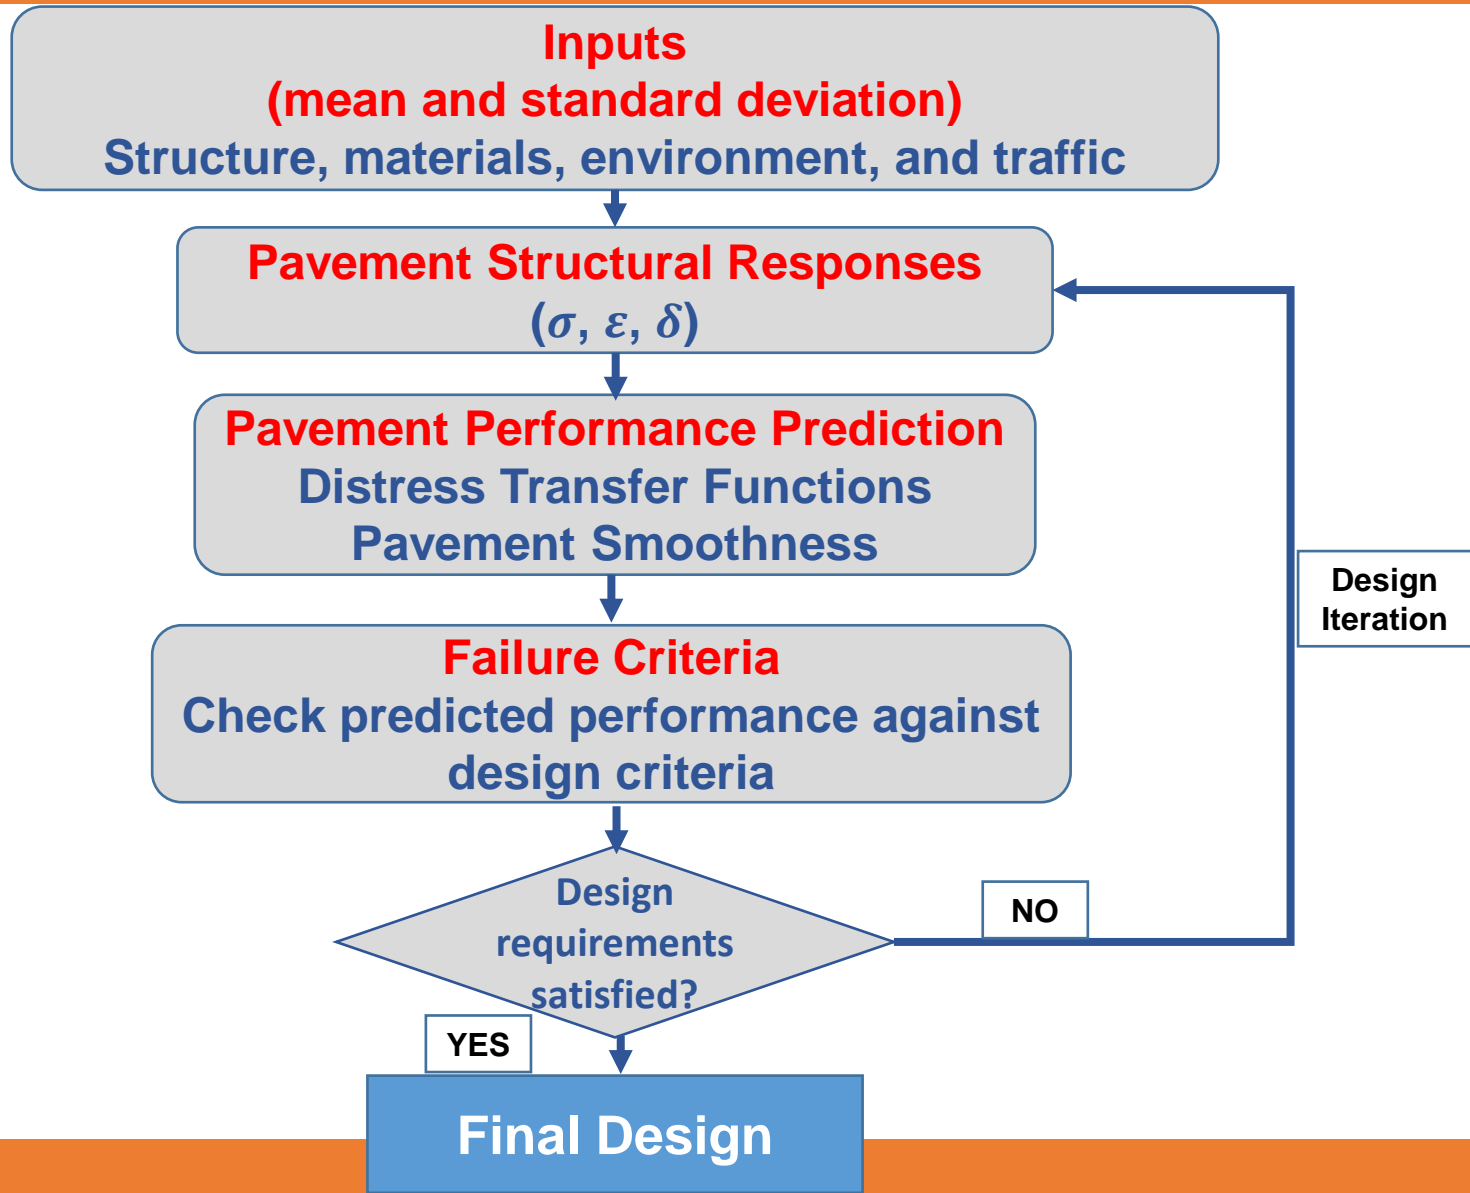 Inputs
(mean and standard deviation)
Structure, materials, environment, and traffic
Pavement Structural Responses
(σ, ε, δ)
Pavement Performance Prediction
Distress Transfer Functions
Pavement Smoothness
Design
Iteration
Failure Criteria
Check predicted performance against
design criteria
Design
requirements
satisfied?
NO
YES
Final Design